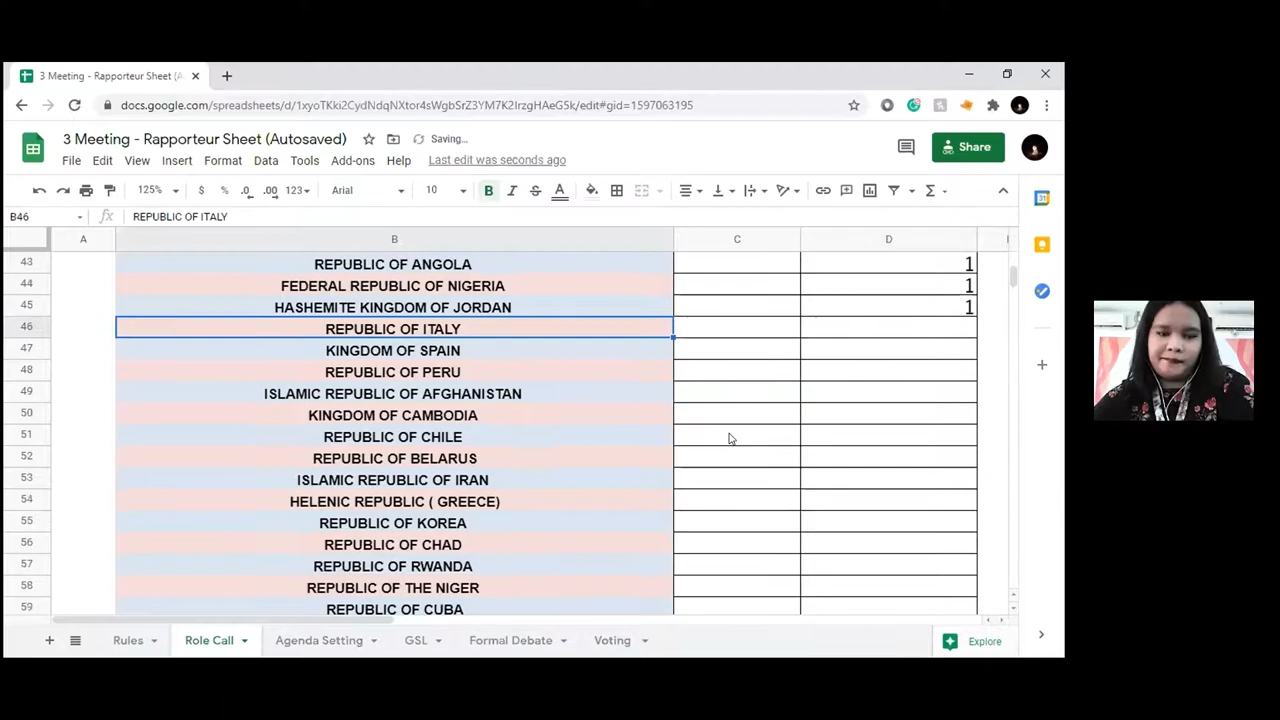 3 Meeting - Rapporteur Sheet (A
docs.google.com/spreadsheets/d/1xyoTKki2CydNdqNXtor4sWgbSrZ3YM7K2IrzgHAeG5k/edit#gid=1597063195
3 Meeting - Rapporteur Sheet (Autosaved) Saving...
Share
File Edit View Insert Format Data Tools Add-ons Help Last edit was seconds ago
125% $ % .0 .00 123 Arial 10 B I S A
B46 fx REPUBLIC OF ITALY
A B C D
43 REPUBLIC OF ANGOLA 1
44 FEDERAL REPUBLIC OF NIGERIA 1
45 HASHEMITE KINGDOM OF JORDAN 1
46 REPUBLIC OF ITALY
47 KINGDOM OF SPAIN
48 REPUBLIC OF PERU
49 ISLAMIC REPUBLIC OF AFGHANISTAN
50 KINGDOM OF CAMBODIA
51 REPUBLIC OF CHILE
52 REPUBLIC OF BELARUS
53 ISLAMIC REPUBLIC OF IRAN
54 HELENIC REPUBLIC ( GREECE)
55 REPUBLIC OF KOREA
56 REPUBLIC OF CHAD
57 REPUBLIC OF RWANDA
58 REPUBLIC OF THE NIGER
59 REPUBLIC OF CUBA
Rules Role Call Agenda Setting GSL Formal Debate Voting Explore